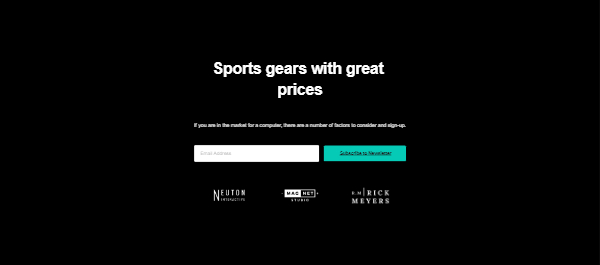 Sports gears with great
prices
If you are in the market for a computer, there are a number of factors to consider and sign-up.
Email Address
Subscribe to Newsletter
NEUTON
INTERACTIVE
MAG NET
STUDIO
R.M RICK
MEYERS